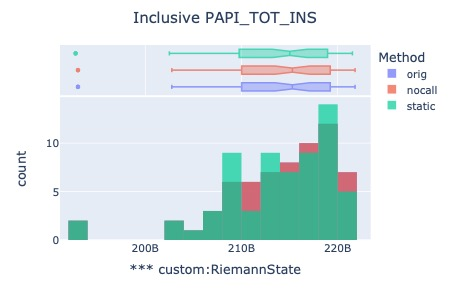 Inclusive PAPI_TOT_INS
Method
orig
nocall
static
count
10
5
0
200B
210B
220B
*** custom:RiemannState